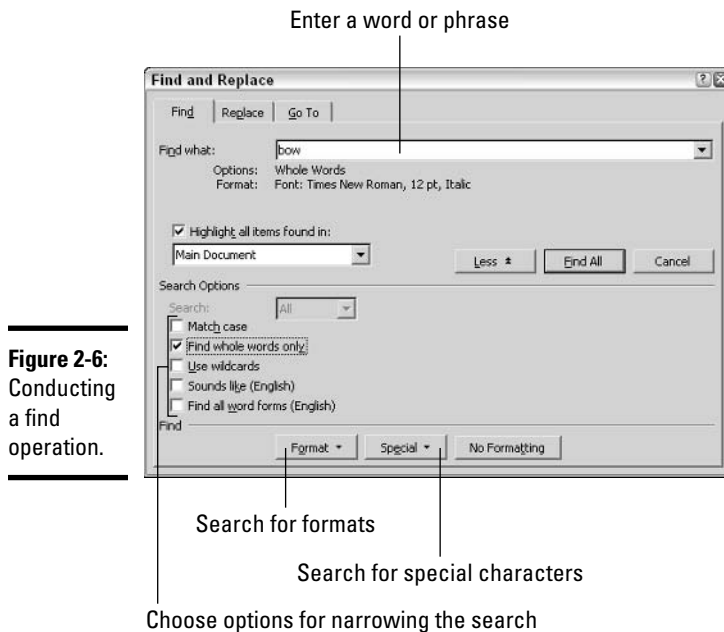 Enter a word or phrase
Find and Replace
Find Replace Go To
Find what: bow
Options: Whole Words
Format: Font: Times New Roman, 12 pt, Italic
Highlight all items found in:
Main Document
Less Find All Cancel
Search Options
Search: All
Match case
Find whole words only
Use wildcards
Sounds like (English)
Find all word forms (English)
Find
Format Special No Formatting
Figure 2-6:
Conducting
a find
operation.
Search for formats
Search for special characters
Choose options for narrowing the search